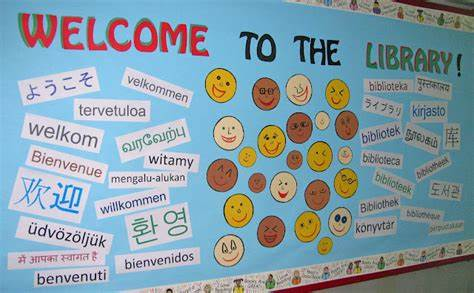 WELCOME TO THE LIBRARY!
ようこそ
velkommen
tervetuloa
welkom
வரவேற்பு
Bienvenue
witamy
mengalu-alukan
欢迎
willkommen
üdvözöljük
환영
में आपका स्वागत है
benvenuti
bienvenidos
biblioteka
पुस्तकालय
ライブラリ
kirjasto
bibliotek
நூலகம்
biblioteca
bibliotheek
biblioteek
도서관
Bibliothek
bibliothèque
könyvtár
perpustakaan